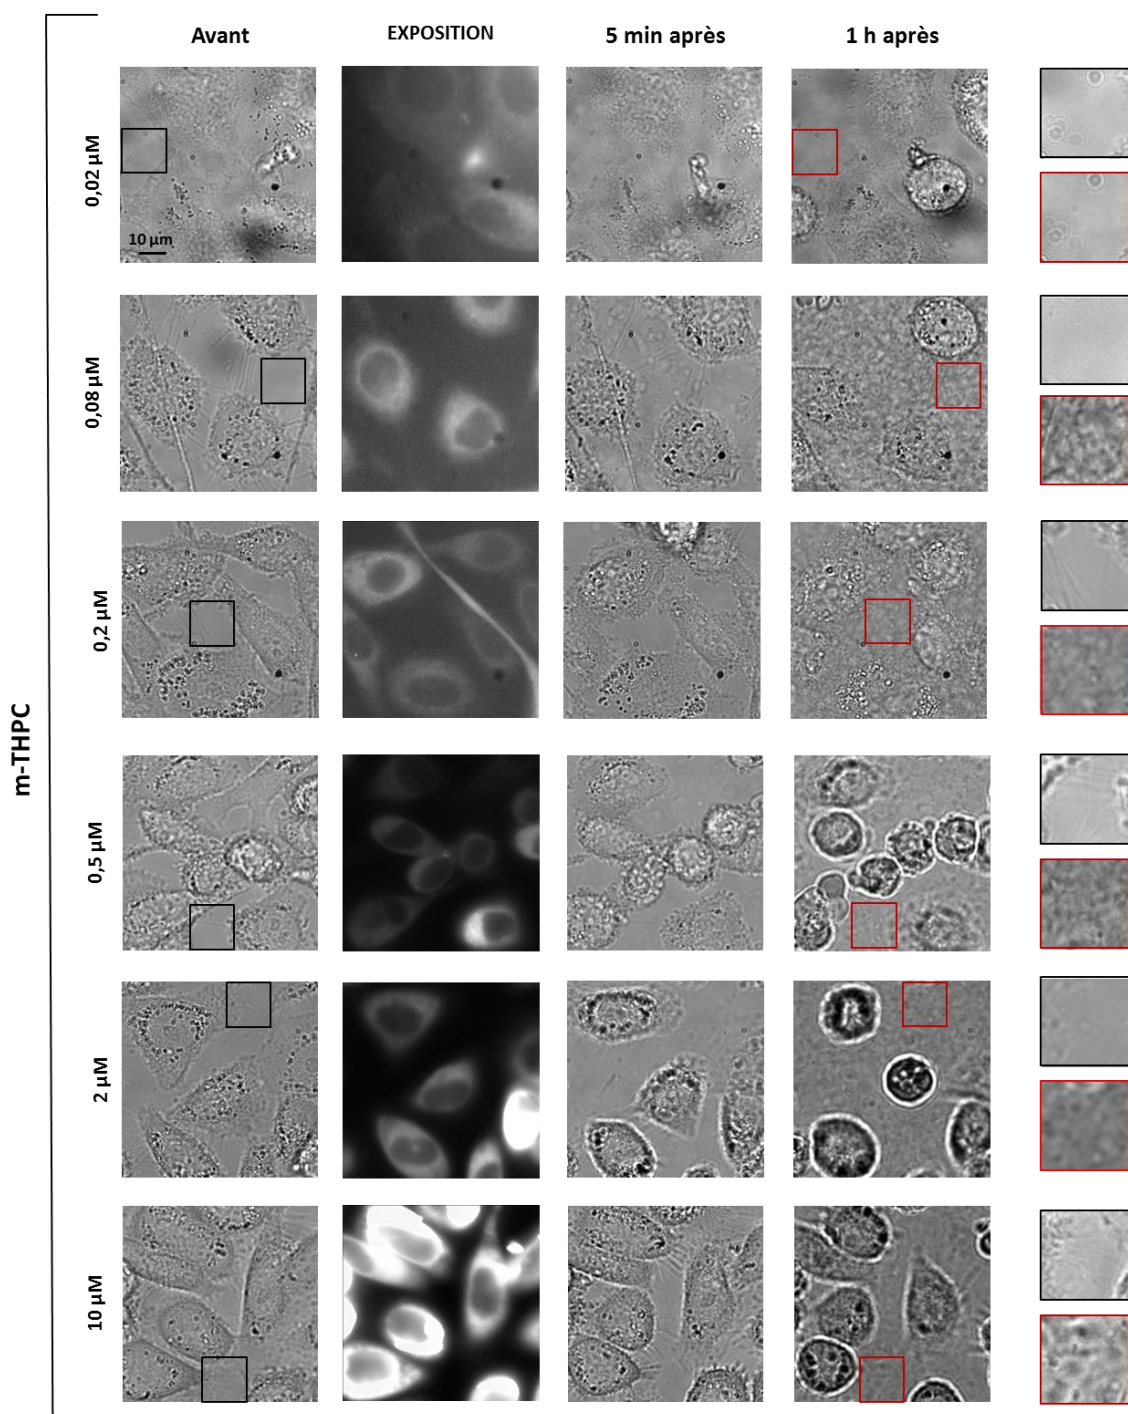 Avant EXPOSITION 5 min après 1 h après
0,02 µM
10 µm
0,08 µM
0,2 µM
m-THPC
0,5 µM
2 µM
10 µM